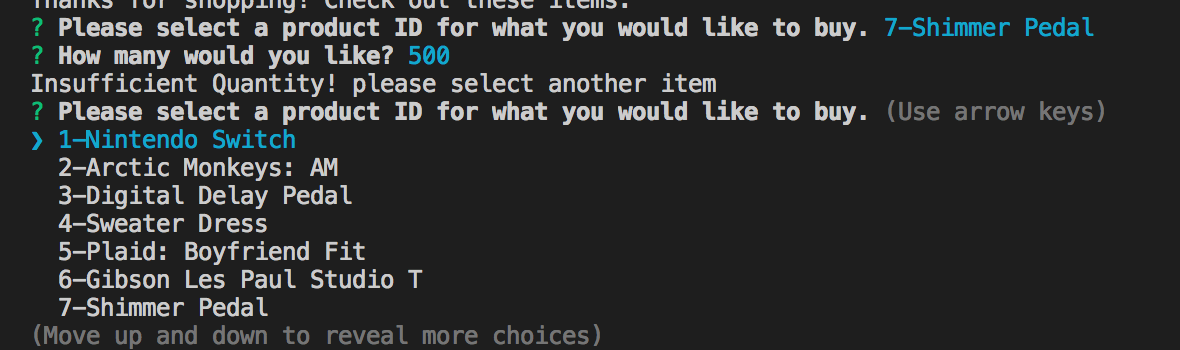 Thanks for shopping! Check out these items.
? Please select a product ID for what you would like to buy. 7-Shimmer Pedal
? How many would you like? 500
Insufficient Quantity! please select another item
? Please select a product ID for what you would like to buy. (Use arrow keys)
❯ 1-Nintendo Switch
2-Arctic Monkeys: AM
3-Digital Delay Pedal
4-Sweater Dress
5-Plaid: Boyfriend Fit
6-Gibson Les Paul Studio T
7-Shimmer Pedal
(Move up and down to reveal more choices)